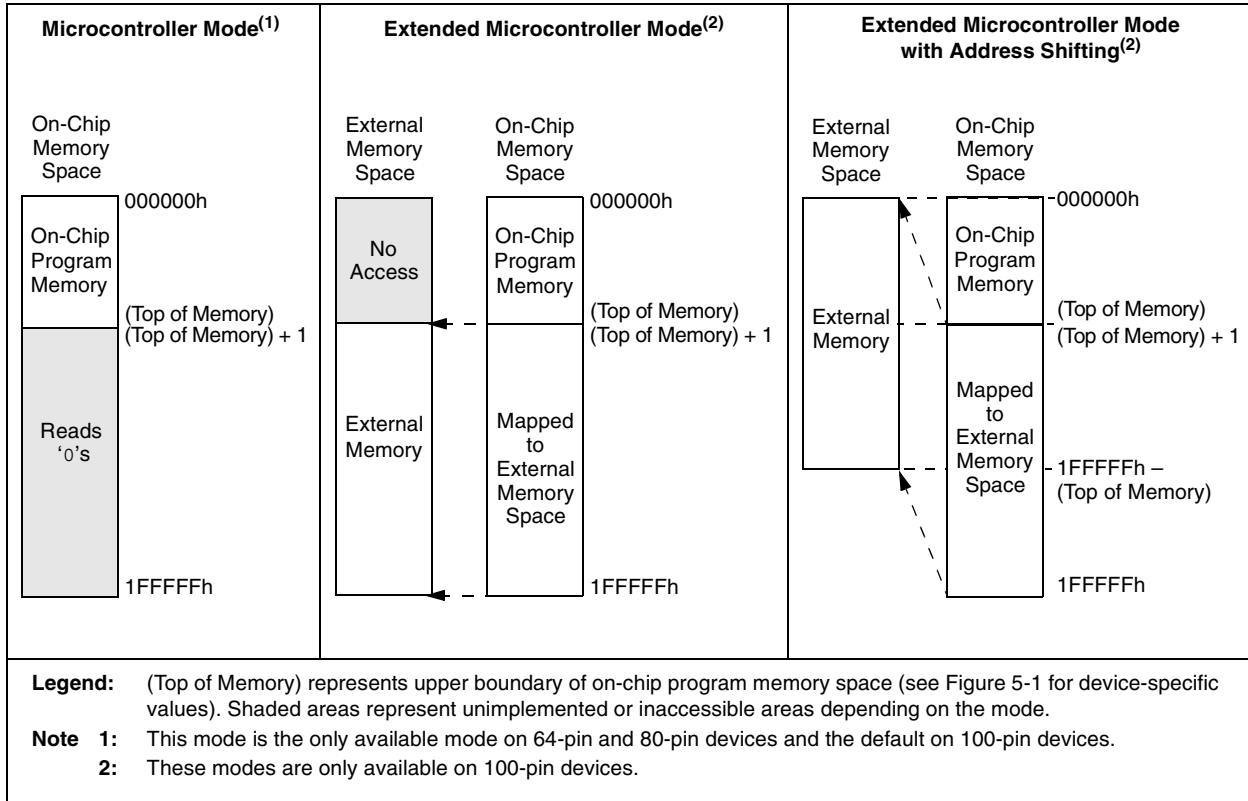 Microcontroller Mode(1)
On-Chip
Memory
Space
000000h
On-Chip
Program
Memory
(Top of Memory)
(Top of Memory) + 1
Reads
‘0’s
1FFFFFh
Extended Microcontroller Mode(2)
External
Memory
Space
On-Chip
Memory
Space
000000h
No
Access
On-Chip
Program
Memory
(Top of Memory)
(Top of Memory) + 1
External
Memory
Mapped
to
External
Memory
Space
1FFFFFh
Extended Microcontroller Mode
with Address Shifting(2)
External
Memory
Space
On-Chip
Memory
Space
000000h
On-Chip
Program
Memory
External
Memory
(Top of Memory)
(Top of Memory) + 1
Mapped
to
External
Memory
Space
1FFFFFh –
(Top of Memory)
1FFFFFh
Legend: (Top of Memory) represents upper boundary of on-chip program memory space (see Figure 5-1 for device-specific
values). Shaded areas represent unimplemented or inaccessible areas depending on the mode.
Note 1: This mode is the only available mode on 64-pin and 80-pin devices and the default on 100-pin devices.
2: These modes are only available on 100-pin devices.